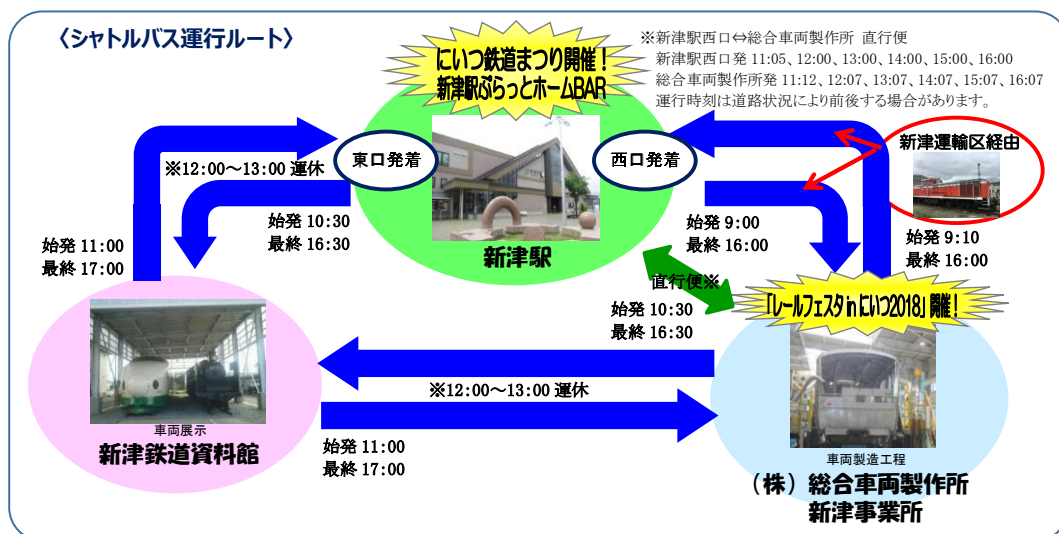 〈シャトルバス運行ルート〉
にいつ鉄道まつり開催！
新津駅ぷらっとホームBAR
※新津駅西口⇔総合車両製作所 直行便
新津駅西口発 11:05、12:00、13:00、14:00、15:00、16:00
総合車両製作所発 11:12、12:07、13:07、14:07、15:07、16:07
運行時刻は道路状況により前後する場合があります。
新津運輸区経由
東口発着
西口発着
※12:00～13:00 運休
始発 10:30
最終 16:30
始発 11:00
最終 17:00
新津駅
始発 9:00
最終 16:00
始発 9:10
最終 16:00
直行便※
「レールフェスタ in にいつ2018」開催！
始発 10:30
最終 16:30
※12:00～13:00 運休
始発 11:00
最終 17:00
車両展示
新津鉄道資料館
車両製造工程
（株）総合車両製作所
新津事業所